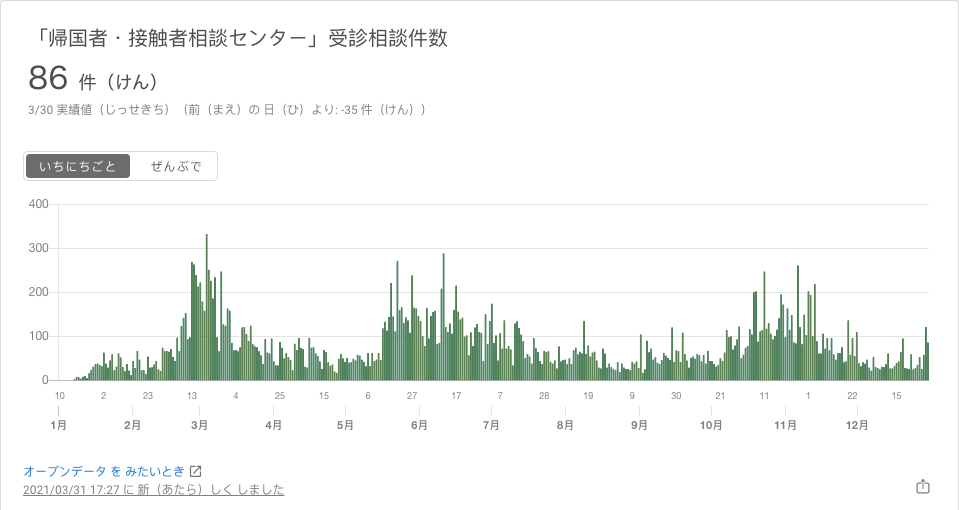 「帰国者・接触者相談センター」受診相談件数
86 件（けん）
3/30 実績値（じっせきち）（前（まえ）の 日（ひ）より: -35 件（けん））
いちにちごと ぜんぶで
400
300
200
100
0
10 2 23 13 4 25 15 6 27 17 7 28 19 9 30 21 11 1 22 15
1月 2月 3月 4月 5月 6月 7月 8月 9月 10月 11月 12月
オープンデータ を みたいとき
2021/03/31 17:27 に 新（あたら）しく しました